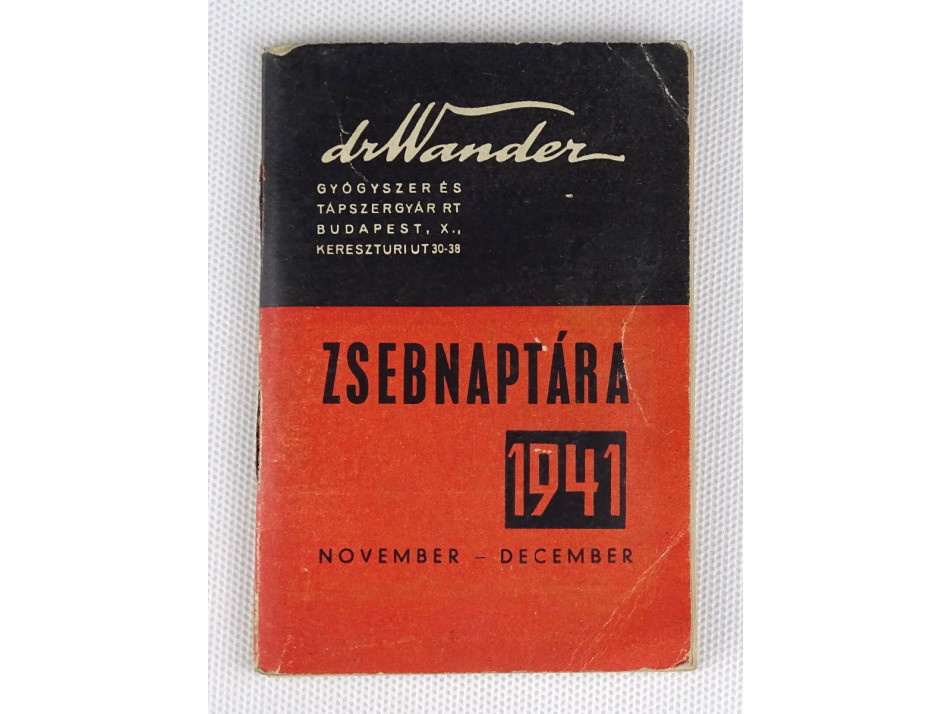 drWander
GYÓGYSZER ÉS
TÁPSZERGYÁR RT
BUDAPEST, X.,
KERESZTURI UT 30-38
ZSEBNAPTÁRA
1941
NOVEMBER – DECEMBER